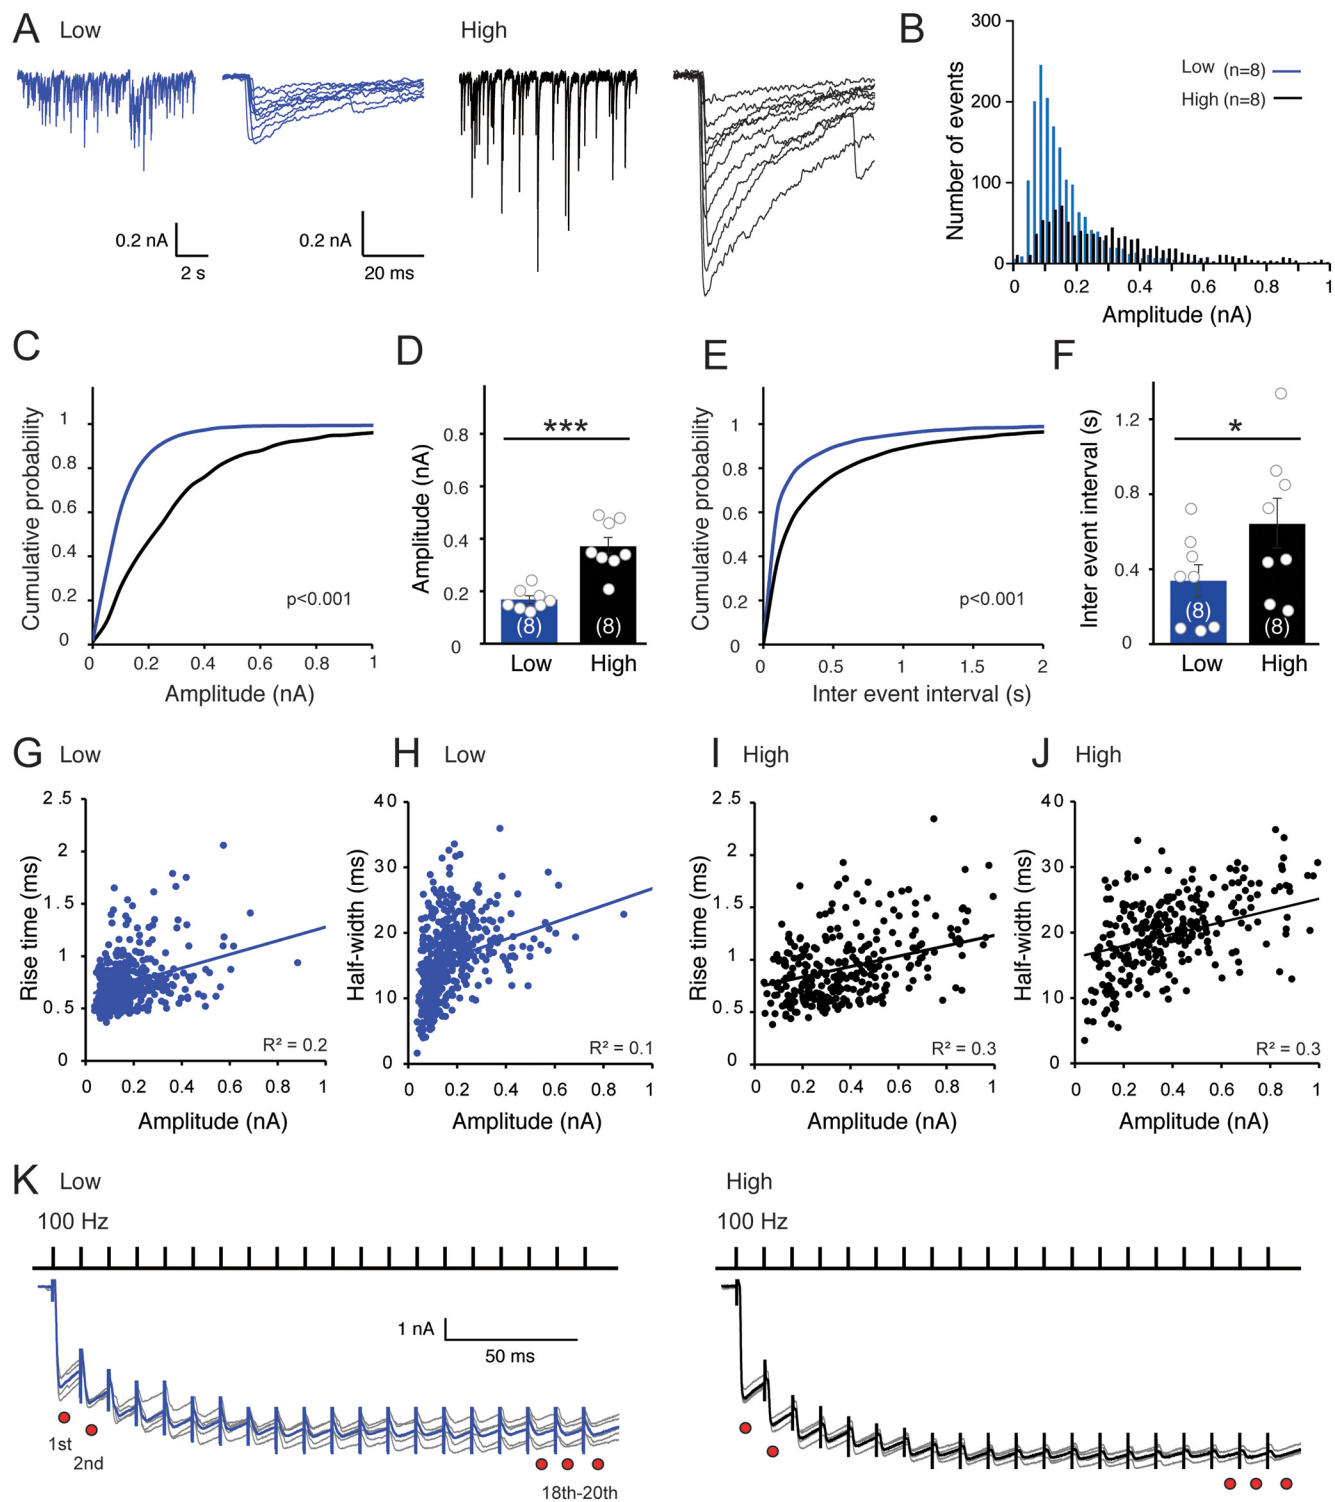 A Low High B
300
Low (n=8)
High (n=8)
200
100
0
Number of events
0 0.2 0.4 0.6 0.8 1
Amplitude (nA)
0.2 nA
2 s
0.2 nA
20 ms
C
Cumulative probability
1
0.8
0.6
0.4
0.2
0
p<0.001
0 0.2 0.4 0.6 0.8 1
Amplitude (nA)
D
Amplitude (nA)
0.8
0.6
0.4
0.2
0
***
(8) (8)
Low High
E
Cumulative probability
1
0.8
0.6
0.4
0.2
0
p<0.001
0 0.5 1 1.5 2
Inter event interval (s)
F
Inter event interval (s)
1.2
0.8
0.4
0
*
(8) (8)
Low High
G Low
Rise time (ms)
2.5
2
1.5
1
0.5
0
R² = 0.2
0 0.2 0.4 0.6 0.8 1
Amplitude (nA)
H Low
Half-width (ms)
40
30
20
10
0
R² = 0.1
0 0.2 0.4 0.6 0.8 1
Amplitude (nA)
I High
Rise time (ms)
2.5
2
1.5
1
0.5
0
R² = 0.3
0 0.2 0.4 0.6 0.8 1
Amplitude (nA)
J High
Half-width (ms)
40
30
20
10
0
R² = 0.3
0 0.2 0.4 0.6 0.8 1
Amplitude (nA)
K Low
100 Hz
1 nA
50 ms
1st
2nd
18th-20th
High
100 Hz